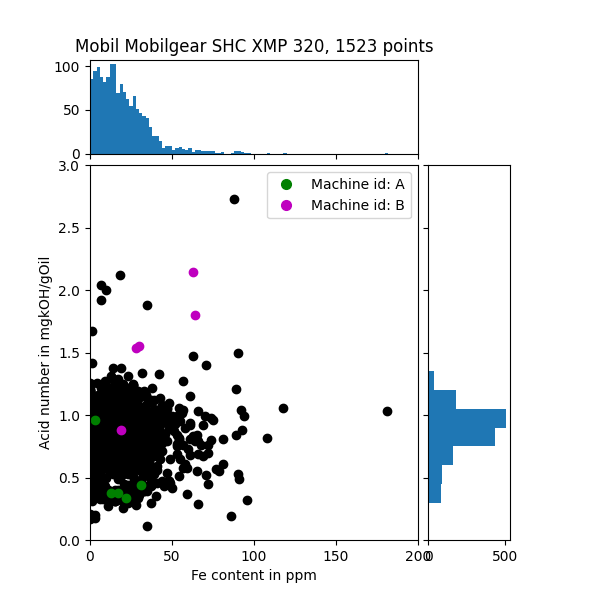 Mobil Mobilgear SHC XMP 320, 1523 points
100
50
0
3.0
2.5
2.0
1.5
1.0
0.5
0.0
Acid number in mgkOH/gOil
Machine id: A
Machine id: B
0 50 100 150 200
0 500
Fe content in ppm